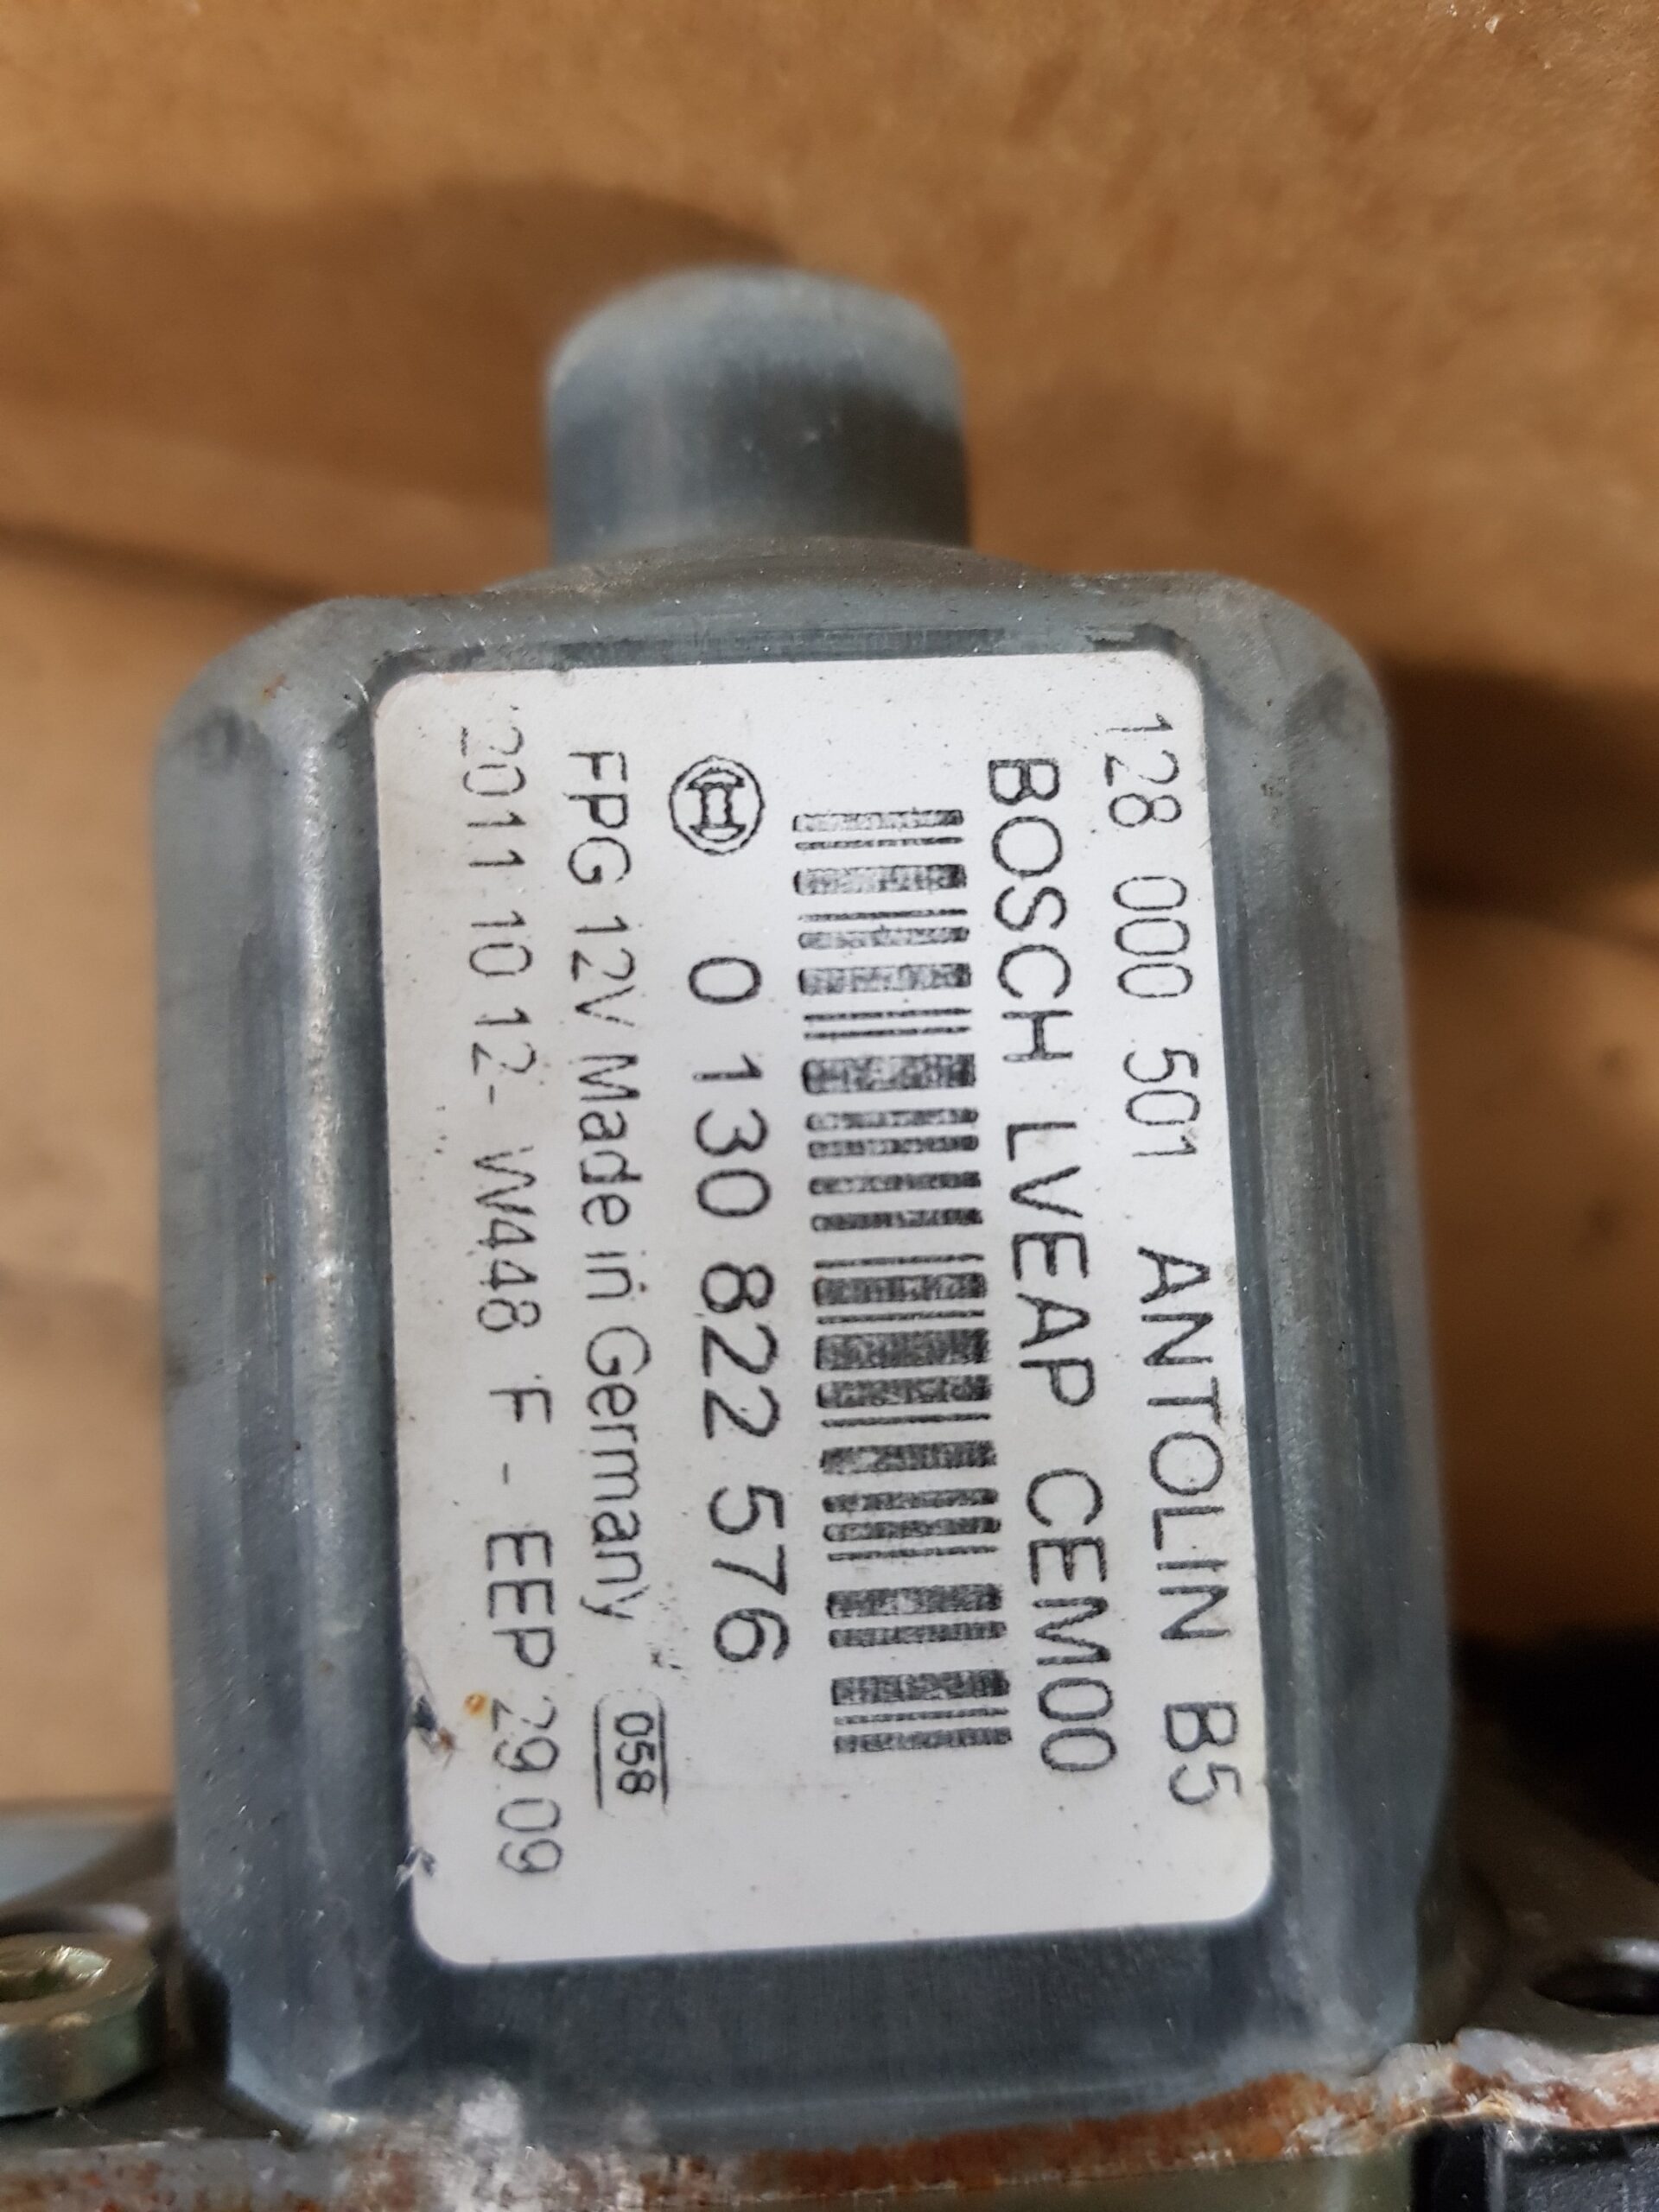 128 000 501 ANTOLIN B5
BOSCH LVEAP CEM00
0 130 822 576
FPG 12V Made in Germany 058
2011 10 12- W448 F - EEP 29 09